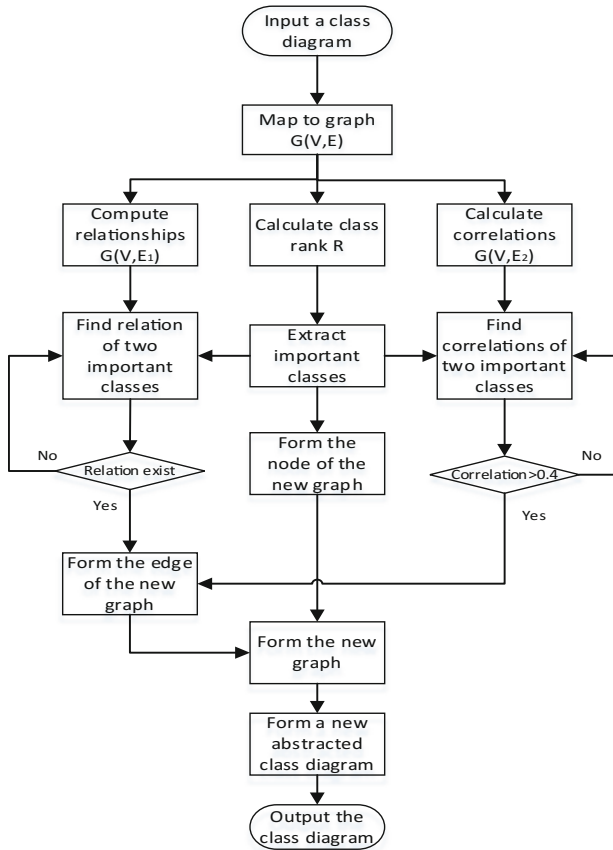 Input a class
diagram
Map to graph
G(V,E)
Compute
relationships
G(V,E₁)
Calculate class
rank R
Calculate
correlations
G(V,E₂)
Find relation
of two
important
classes
Extract
important
classes
Find
correlations of
two important
classes
No
Relation exist
Yes
Form the
node of the
new graph
Correlation>0.4
No
Yes
Form the edge
of the new
graph
Form the new
graph
Form a new
abstracted
class diagram
Output the
class diagram